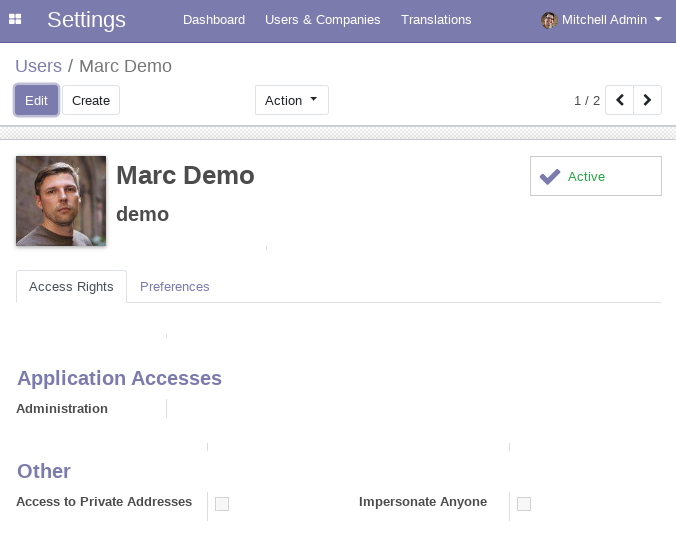 Settings Dashboard Users & Companies Translations Mitchell Admin
Users / Marc Demo
Edit Create Action 1 / 2
Marc Demo
Active
demo
Access Rights Preferences
Application Accesses
Administration
Other
Access to Private Addresses Impersonate Anyone